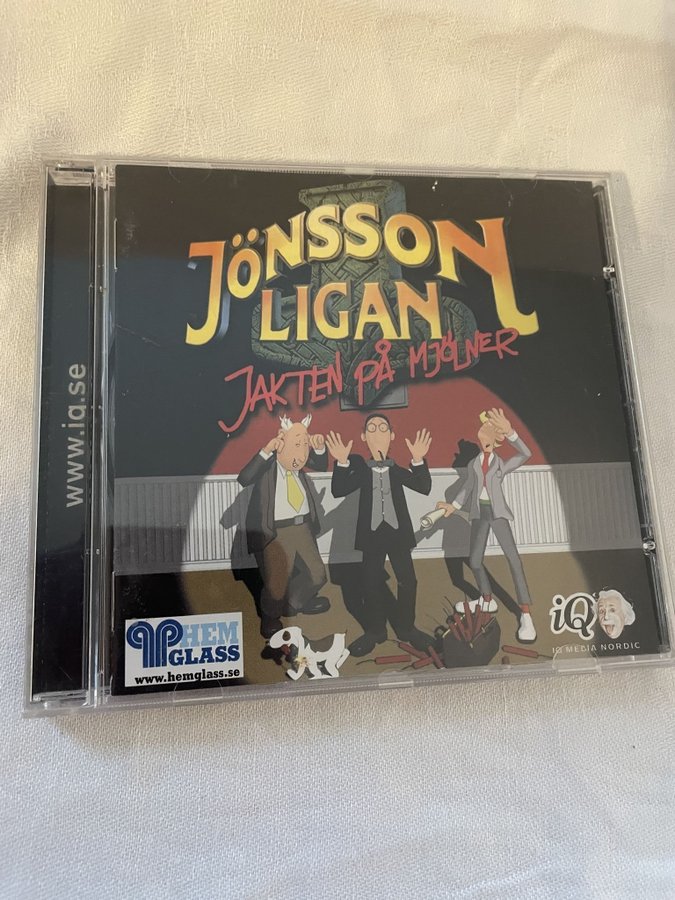 www.iq.se
JÖNSSON
LIGAN
JAKTEN PÅ MJÖLNER
HEM
GLASS
www.hemglass.se
iQ
IQ MEDIA NORDIC